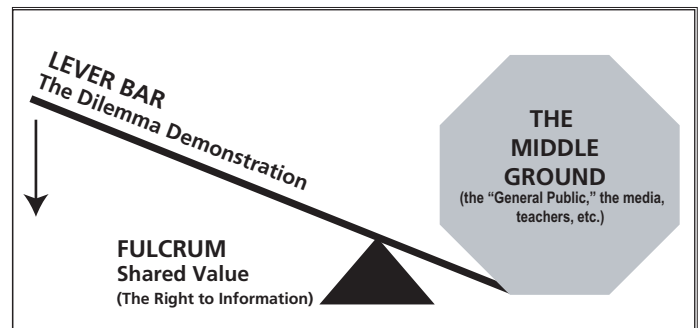 LEVER BAR
The Dilemma Demonstration
THE
MIDDLE
GROUND
(the “General Public,” the media,
teachers, etc.)
FULCRUM
Shared Value
(The Right to Information)